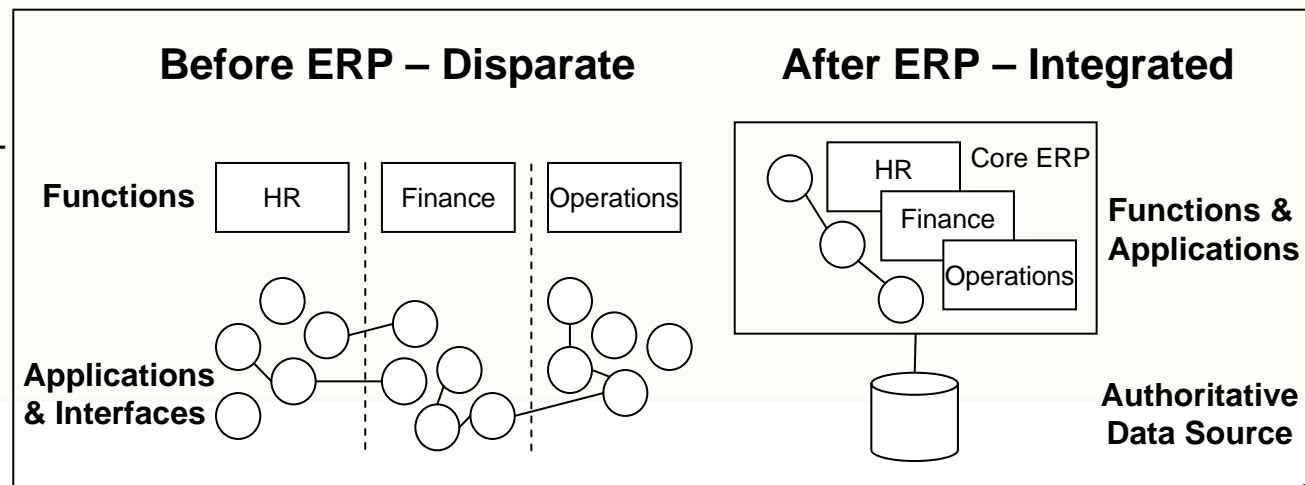 Before ERP – Disparate
After ERP – Integrated
Functions
HR
Finance
Operations
Applications
& Interfaces
HR
Core ERP
Finance
Operations
Functions &
Applications
Authoritative
Data Source